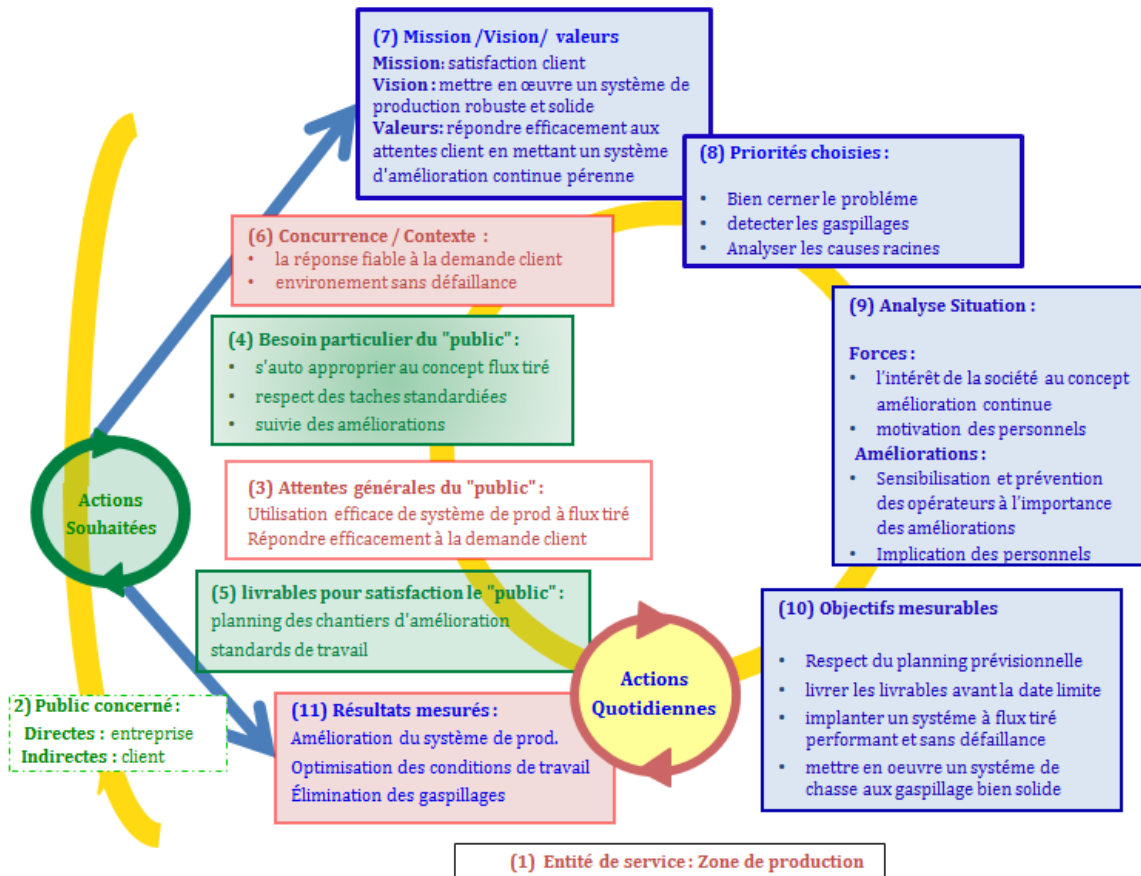 (7) Mission /Vision/ valeurs
Mission: satisfaction client
Vision : mettre en œuvre un système de
production robuste et solide
Valeurs: répondre efficacement aux
attentes client en mettant un système
d'amélioration continue pérenne
(8) Priorités choisies :
• Bien cerner le probléme
• detecter les gaspillages
• Analyser les causes racines
(6) Concurrence / Contexte :
• la réponse fiable à la demande client
• environement sans défaillance
(9) Analyse Situation :
Forces :
• l'intérêt de la société au concept
amélioration continue
• motivation des personnels
Améliorations :
• Sensibilisation et prévention
des opérateurs à l'importance
des améliorations
• Implication des personnels
(4) Besoin particulier du "public" :
• s'auto approprier au concept flux tiré
• respect des taches standardiées
• suivie des améliorations
Actions
Souhaitées
(3) Attentes générales du "public" :
Utilisation efficace de système de prod à flux tiré
Répondre efficacement à la demande client
(5) livrables pour satisfaction le "public" :
planning des chantiers d'amélioration
standards de travail
(10) Objectifs mesurables
• Respect du planning prévisionnelle
• livrer les livrables avant la date limite
• implanter un systéme à flux tiré
performant et sans défaillance
• mettre en oeuvre un systéme de
chasse aux gaspillage bien solide
Actions
Quotidiennes
2) Public concerné :
Directes : entreprise
Indirectes : client
(11) Résultats mesurés :
Amélioration du système de prod.
Optimisation des conditions de travail
Élimination des gaspillages
(1) Entité de service : Zone de production